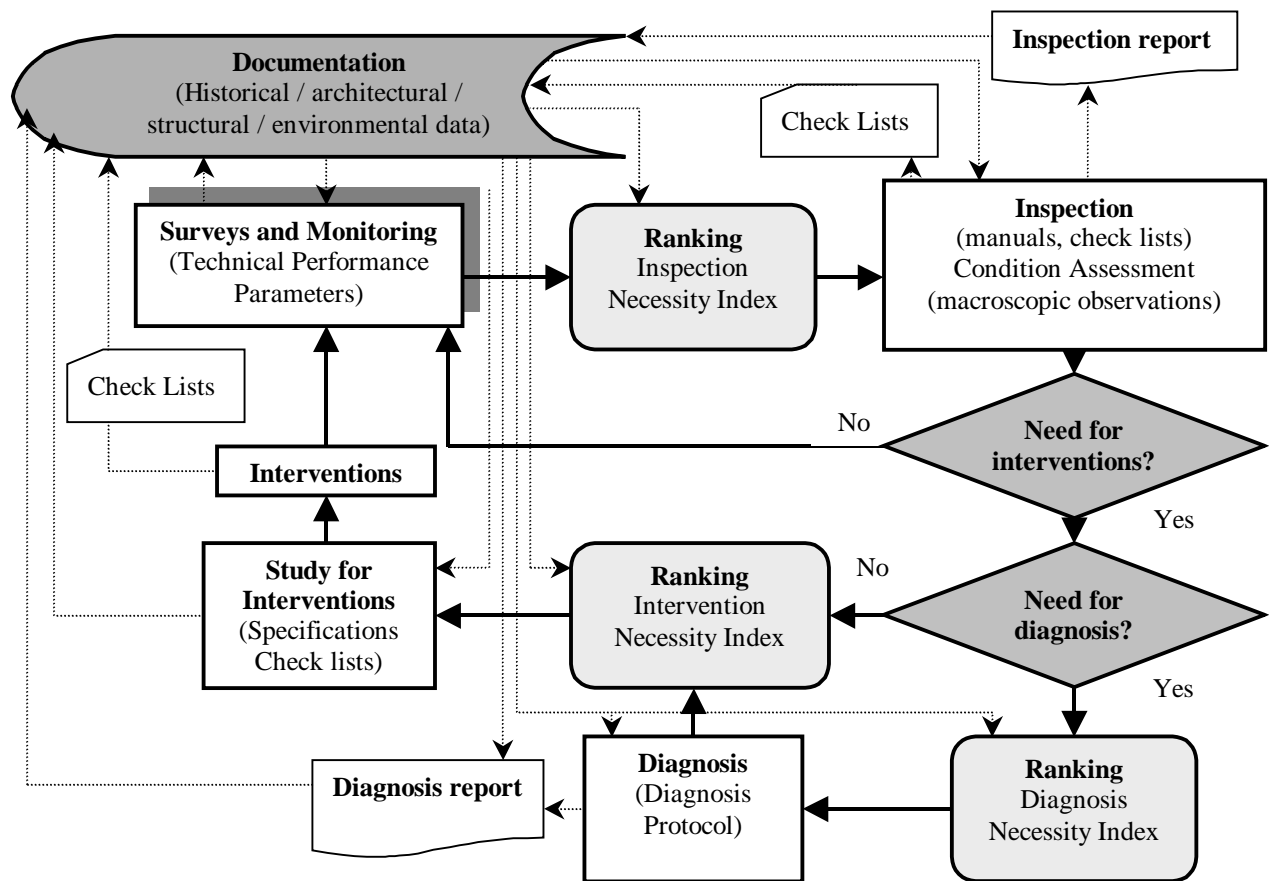 Documentation
(Historical / architectural /
structural / environmental data)
Inspection report
Check Lists
Surveys and Monitoring
(Technical Performance
Parameters)
Ranking
Inspection
Necessity Index
Inspection
(manuals, check lists)
Condition Assessment
(macroscopic observations)
Check Lists
No
Need for
interventions?
Yes
Interventions
Study for
Interventions
(Specifications
Check lists)
Ranking
Intervention
Necessity Index
No
Need for
diagnosis?
Yes
Diagnosis report
Diagnosis
(Diagnosis
Protocol)
Ranking
Diagnosis
Necessity Index